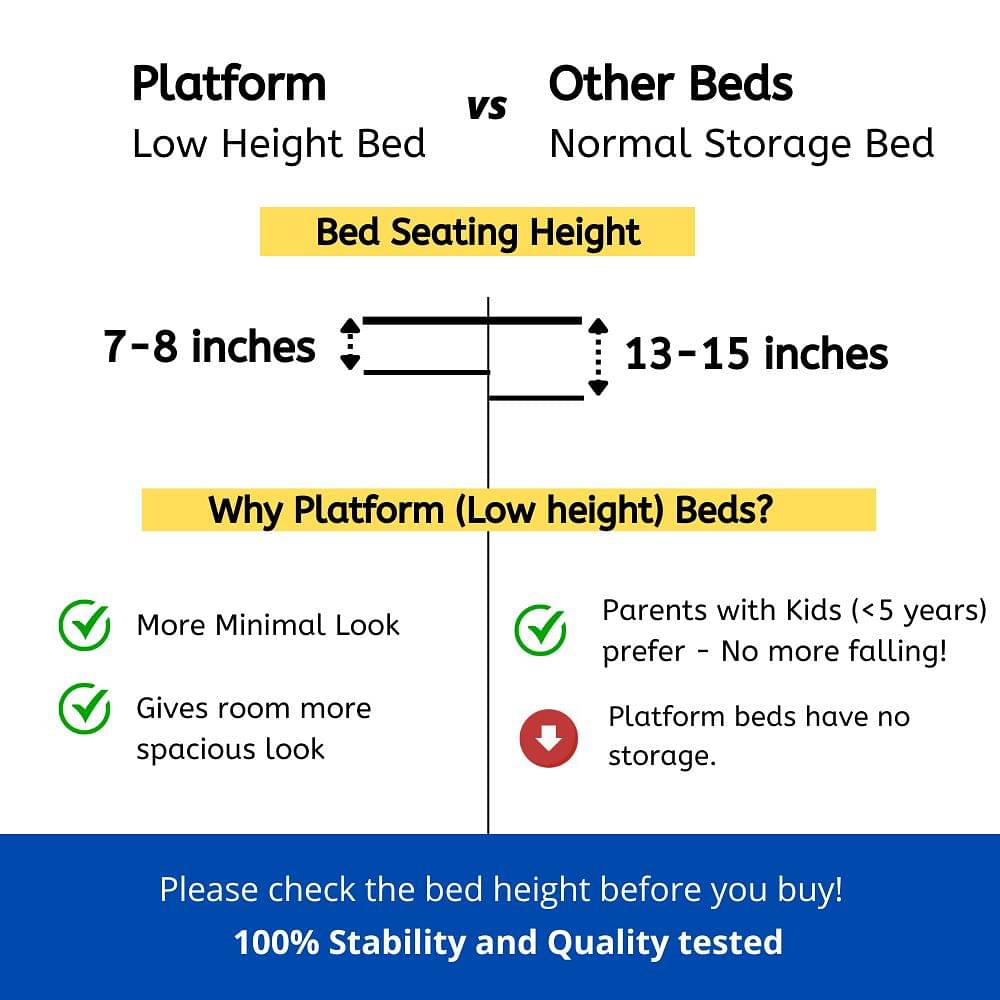 Platform
Low Height Bed
vs
Other Beds
Normal Storage Bed
Bed Seating Height
7-8 inches
13-15 inches
Why Platform (Low height) Beds?
More Minimal Look
Gives room more
spacious look
Parents with Kids (<5 years)
prefer - No more falling!
Platform beds have no
storage.
Please check the bed height before you buy!
100% Stability and Quality tested